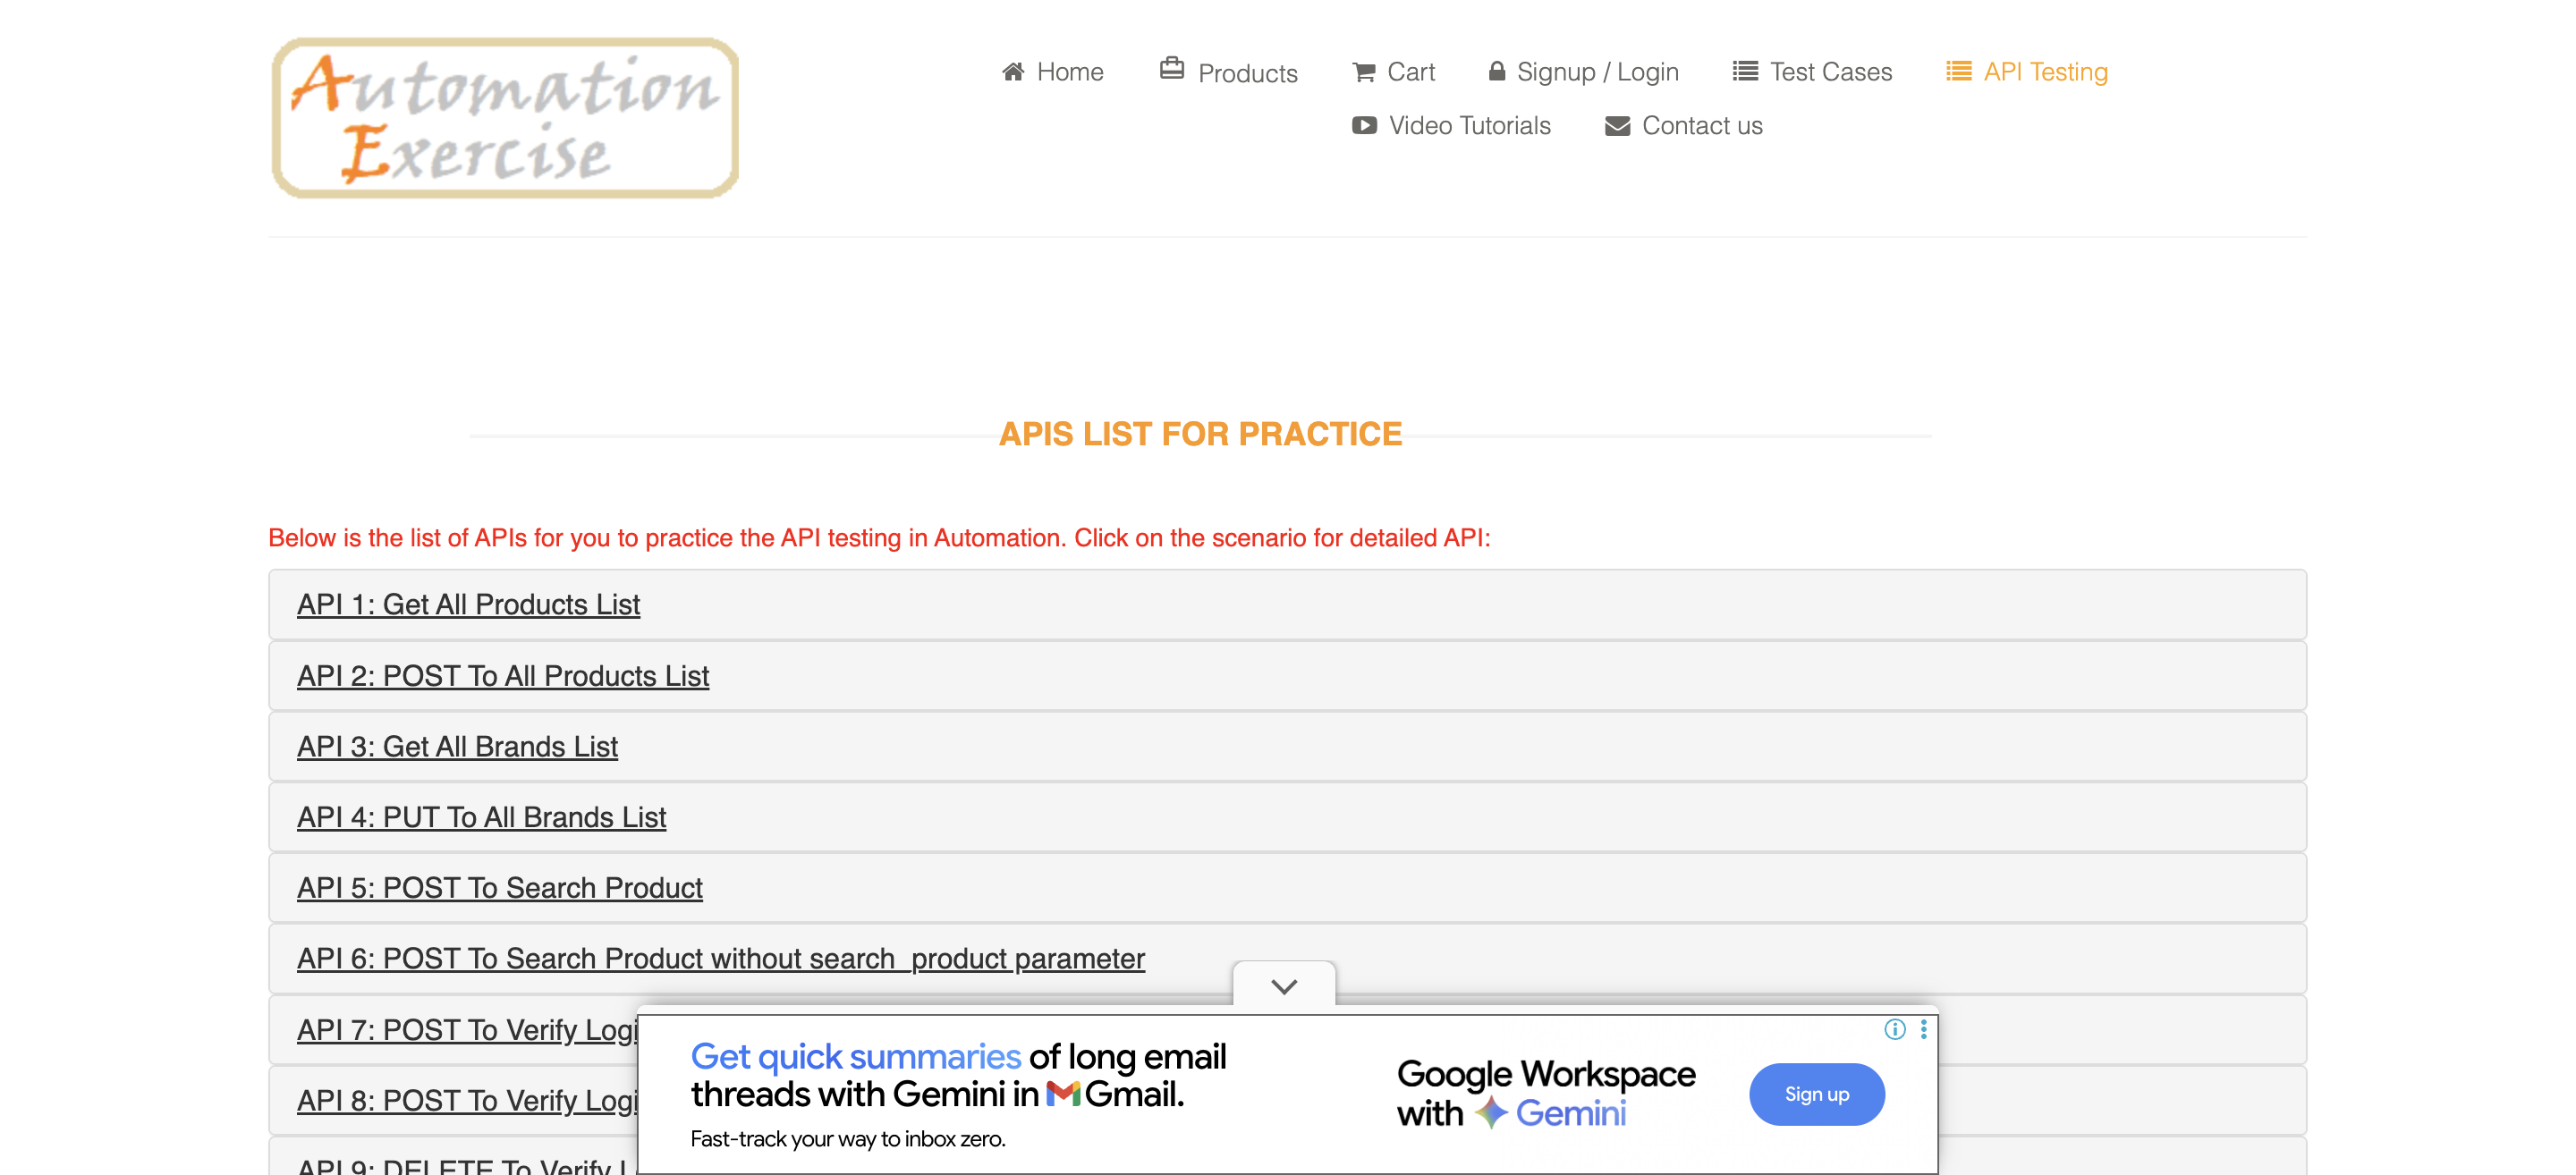 Automation
Exercise
Home
Products
Cart
Signup / Login
Test Cases
API Testing
Video Tutorials
Contact us
APIS LIST FOR PRACTICE
Below is the list of APIs for you to practice the API testing in Automation. Click on the scenario for detailed API:
API 1: Get All Products List
API 2: POST To All Products List
API 3: Get All Brands List
API 4: PUT To All Brands List
API 5: POST To Search Product
API 6: POST To Search Product without search_product parameter
API 7: POST To Verify
API 8: POST To Verify
API 9: DELETE To Verify
Get quick summaries of long email
threads with Gemini in Gmail.
Fast-track your way to inbox zero.
Google Workspace
with Gemini
Sign up